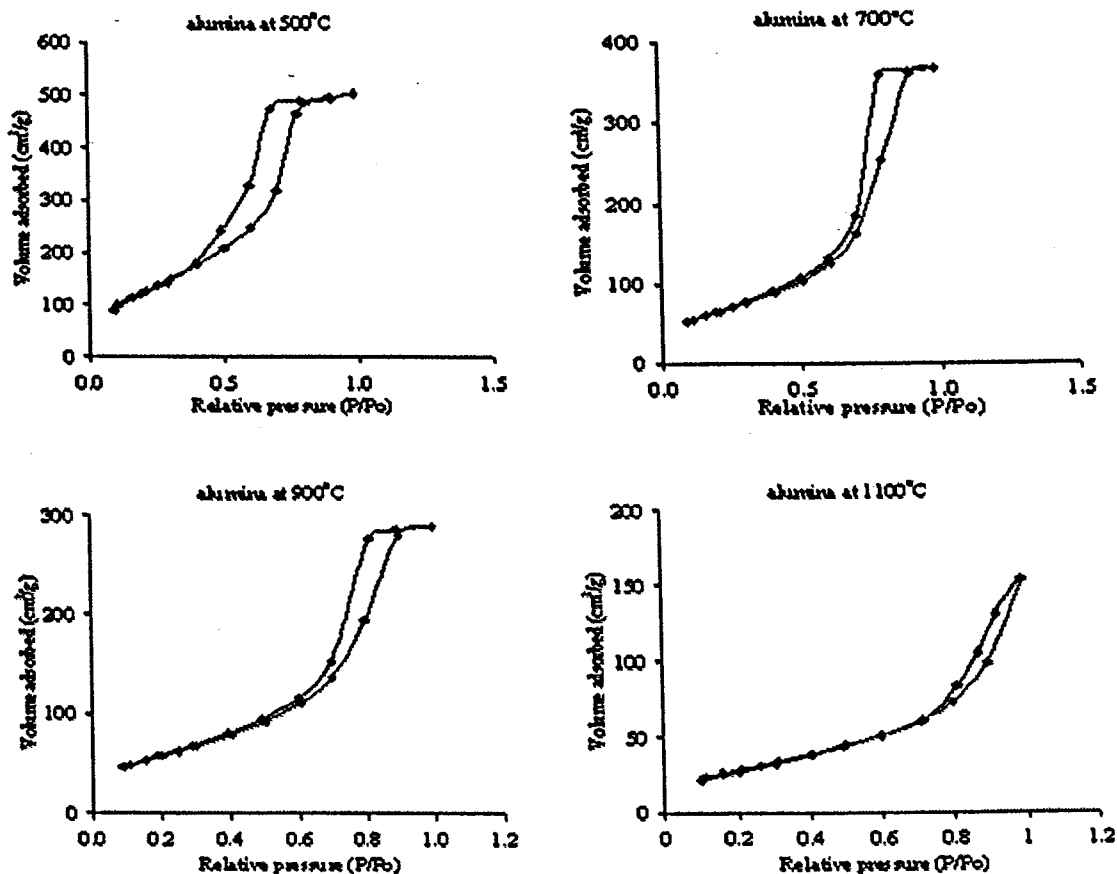 alumina at 500°C
600
500
400
300
200
100
0
Volume adsorbed (cm³/g)
0.0 0.5 1.0 1.5
Relative pressure (P/Po)
alumina at 700°C
400
300
200
100
0
Volume adsorbed (cm³/g)
0.0 0.5 1.0 1.5
Relative pressure (P/Po)
alumina at 900°C
300
200
100
0
Volume adsorbed (cm³/g)
0.0 0.2 0.4 0.6 0.8 1.0 1.2
Relative pressure (P/Po)
alumina at 1100°C
200
150
100
50
0
Volume adsorbed (cm³/g)
0 0.2 0.4 0.6 0.8 1 1.2
Relative pressure (P/Po)